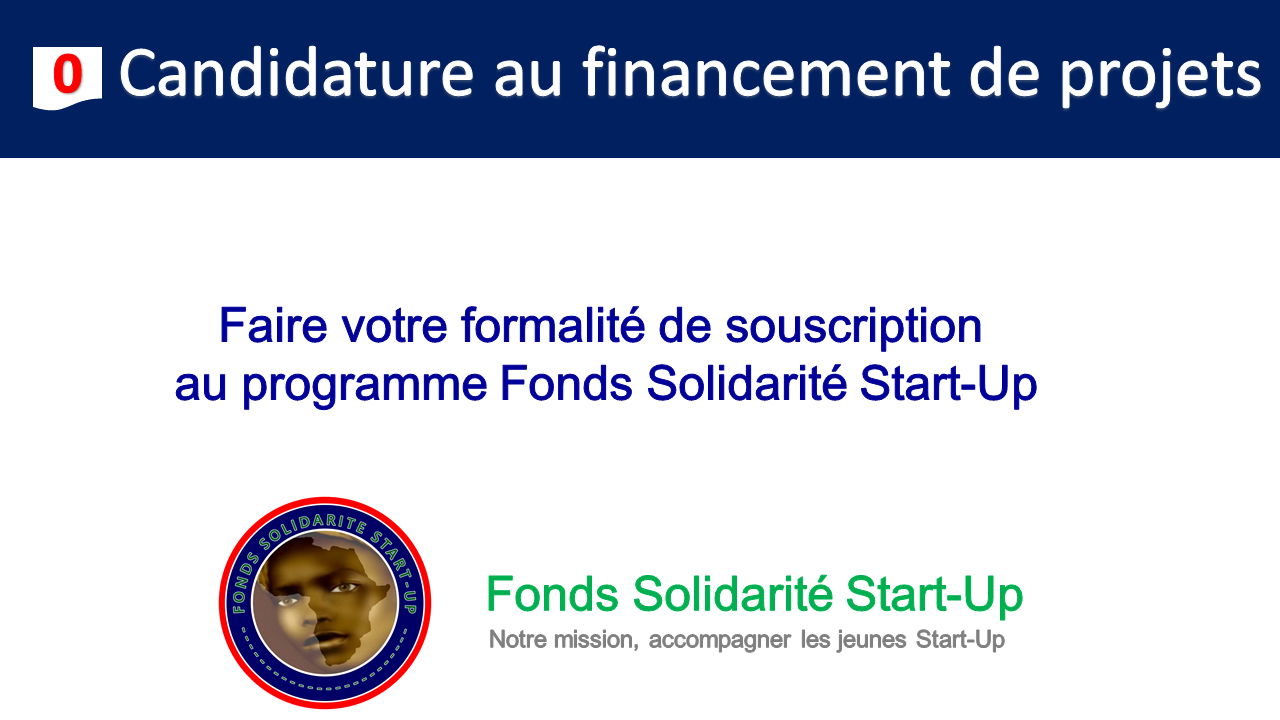 0 Candidature au financement de projets
Faire votre formalité de souscription
au programme Fonds Solidarité Start-Up
FONDS SOLIDARITE START-UP
Fonds Solidarité Start-Up
Notre mission, accompagner les jeunes Start-Up